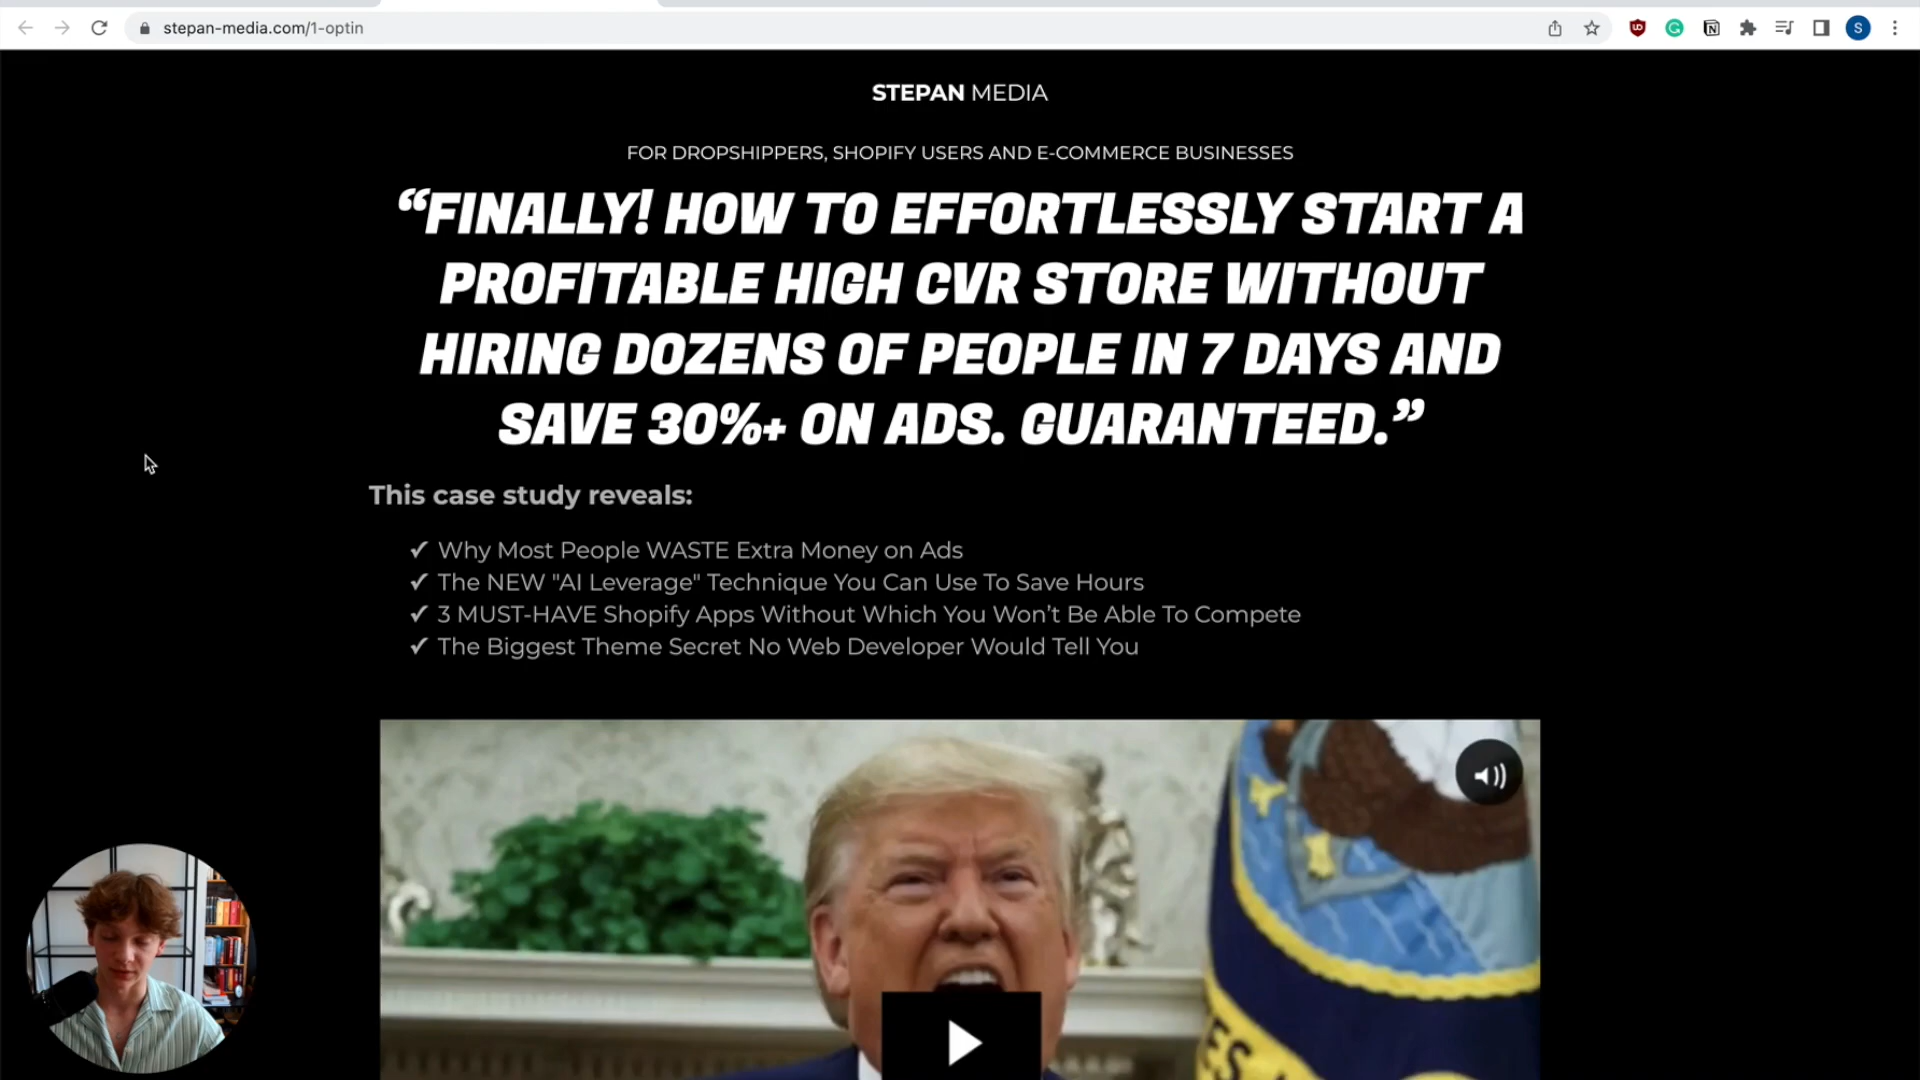 stepan-media.com/1-optin
STEPAN MEDIA
FOR DROPSHIPPERS, SHOPIFY USERS AND E-COMMERCE BUSINESSES
“FINALLY! HOW TO EFFORTLESSLY START A
PROFITABLE HIGH CVR STORE WITHOUT
HIRING DOZENS OF PEOPLE IN 7 DAYS AND
SAVE 30%+ ON ADS. GUARANTEED.”
This case study reveals:
✔ Why Most People WASTE Extra Money on Ads
✔ The NEW "AI Leverage" Technique You Can Use To Save Hours
✔ 3 MUST-HAVE Shopify Apps Without Which You Won’t Be Able To Compete
✔ The Biggest Theme Secret No Web Developer Would Tell You
S